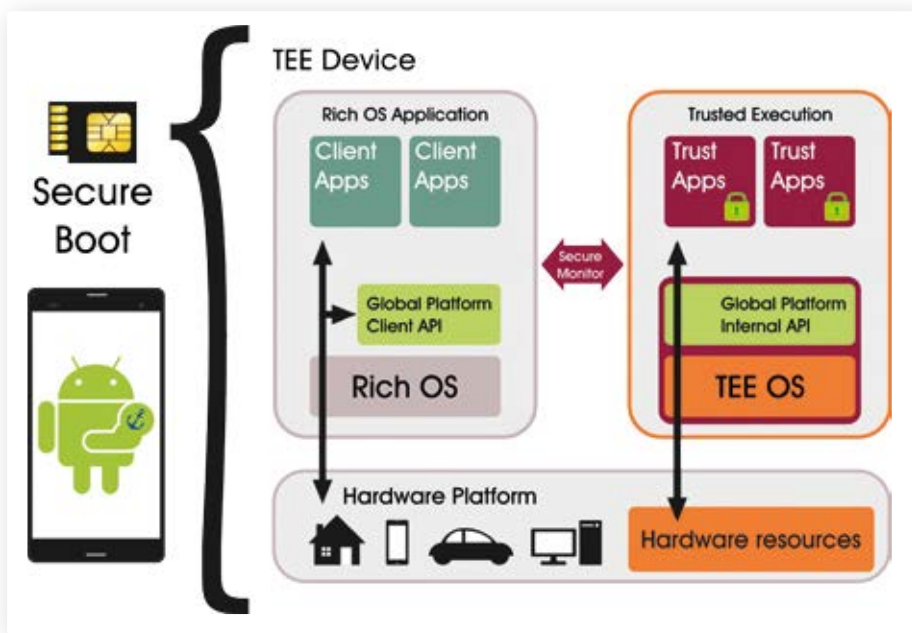 TEE Device
Secure
Boot
Rich OS Application
Client
Apps
Client
Apps
Global Platform
Client API
Rich OS
Secure
Monitor
Trusted Execution
Trust
Apps
Trust
Apps
Global Platform
Internal API
TEE OS
Hardware Platform
Hardware resources